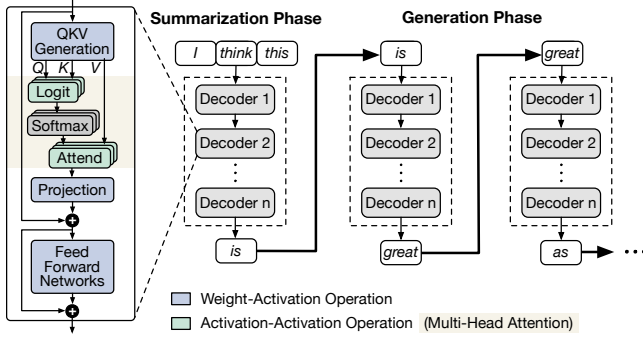 Summarization Phase
Generation Phase
QKV
Generation
Q K V
Logit
Softmax
Attend
Projection
+
Feed
Forward
Networks
+
I think this
Decoder 1
Decoder 2
Decoder n
is
is
Decoder 1
Decoder 2
Decoder n
great
great
Decoder 1
Decoder 2
Decoder n
as
Weight-Activation Operation
Activation-Activation Operation (Multi-Head Attention)